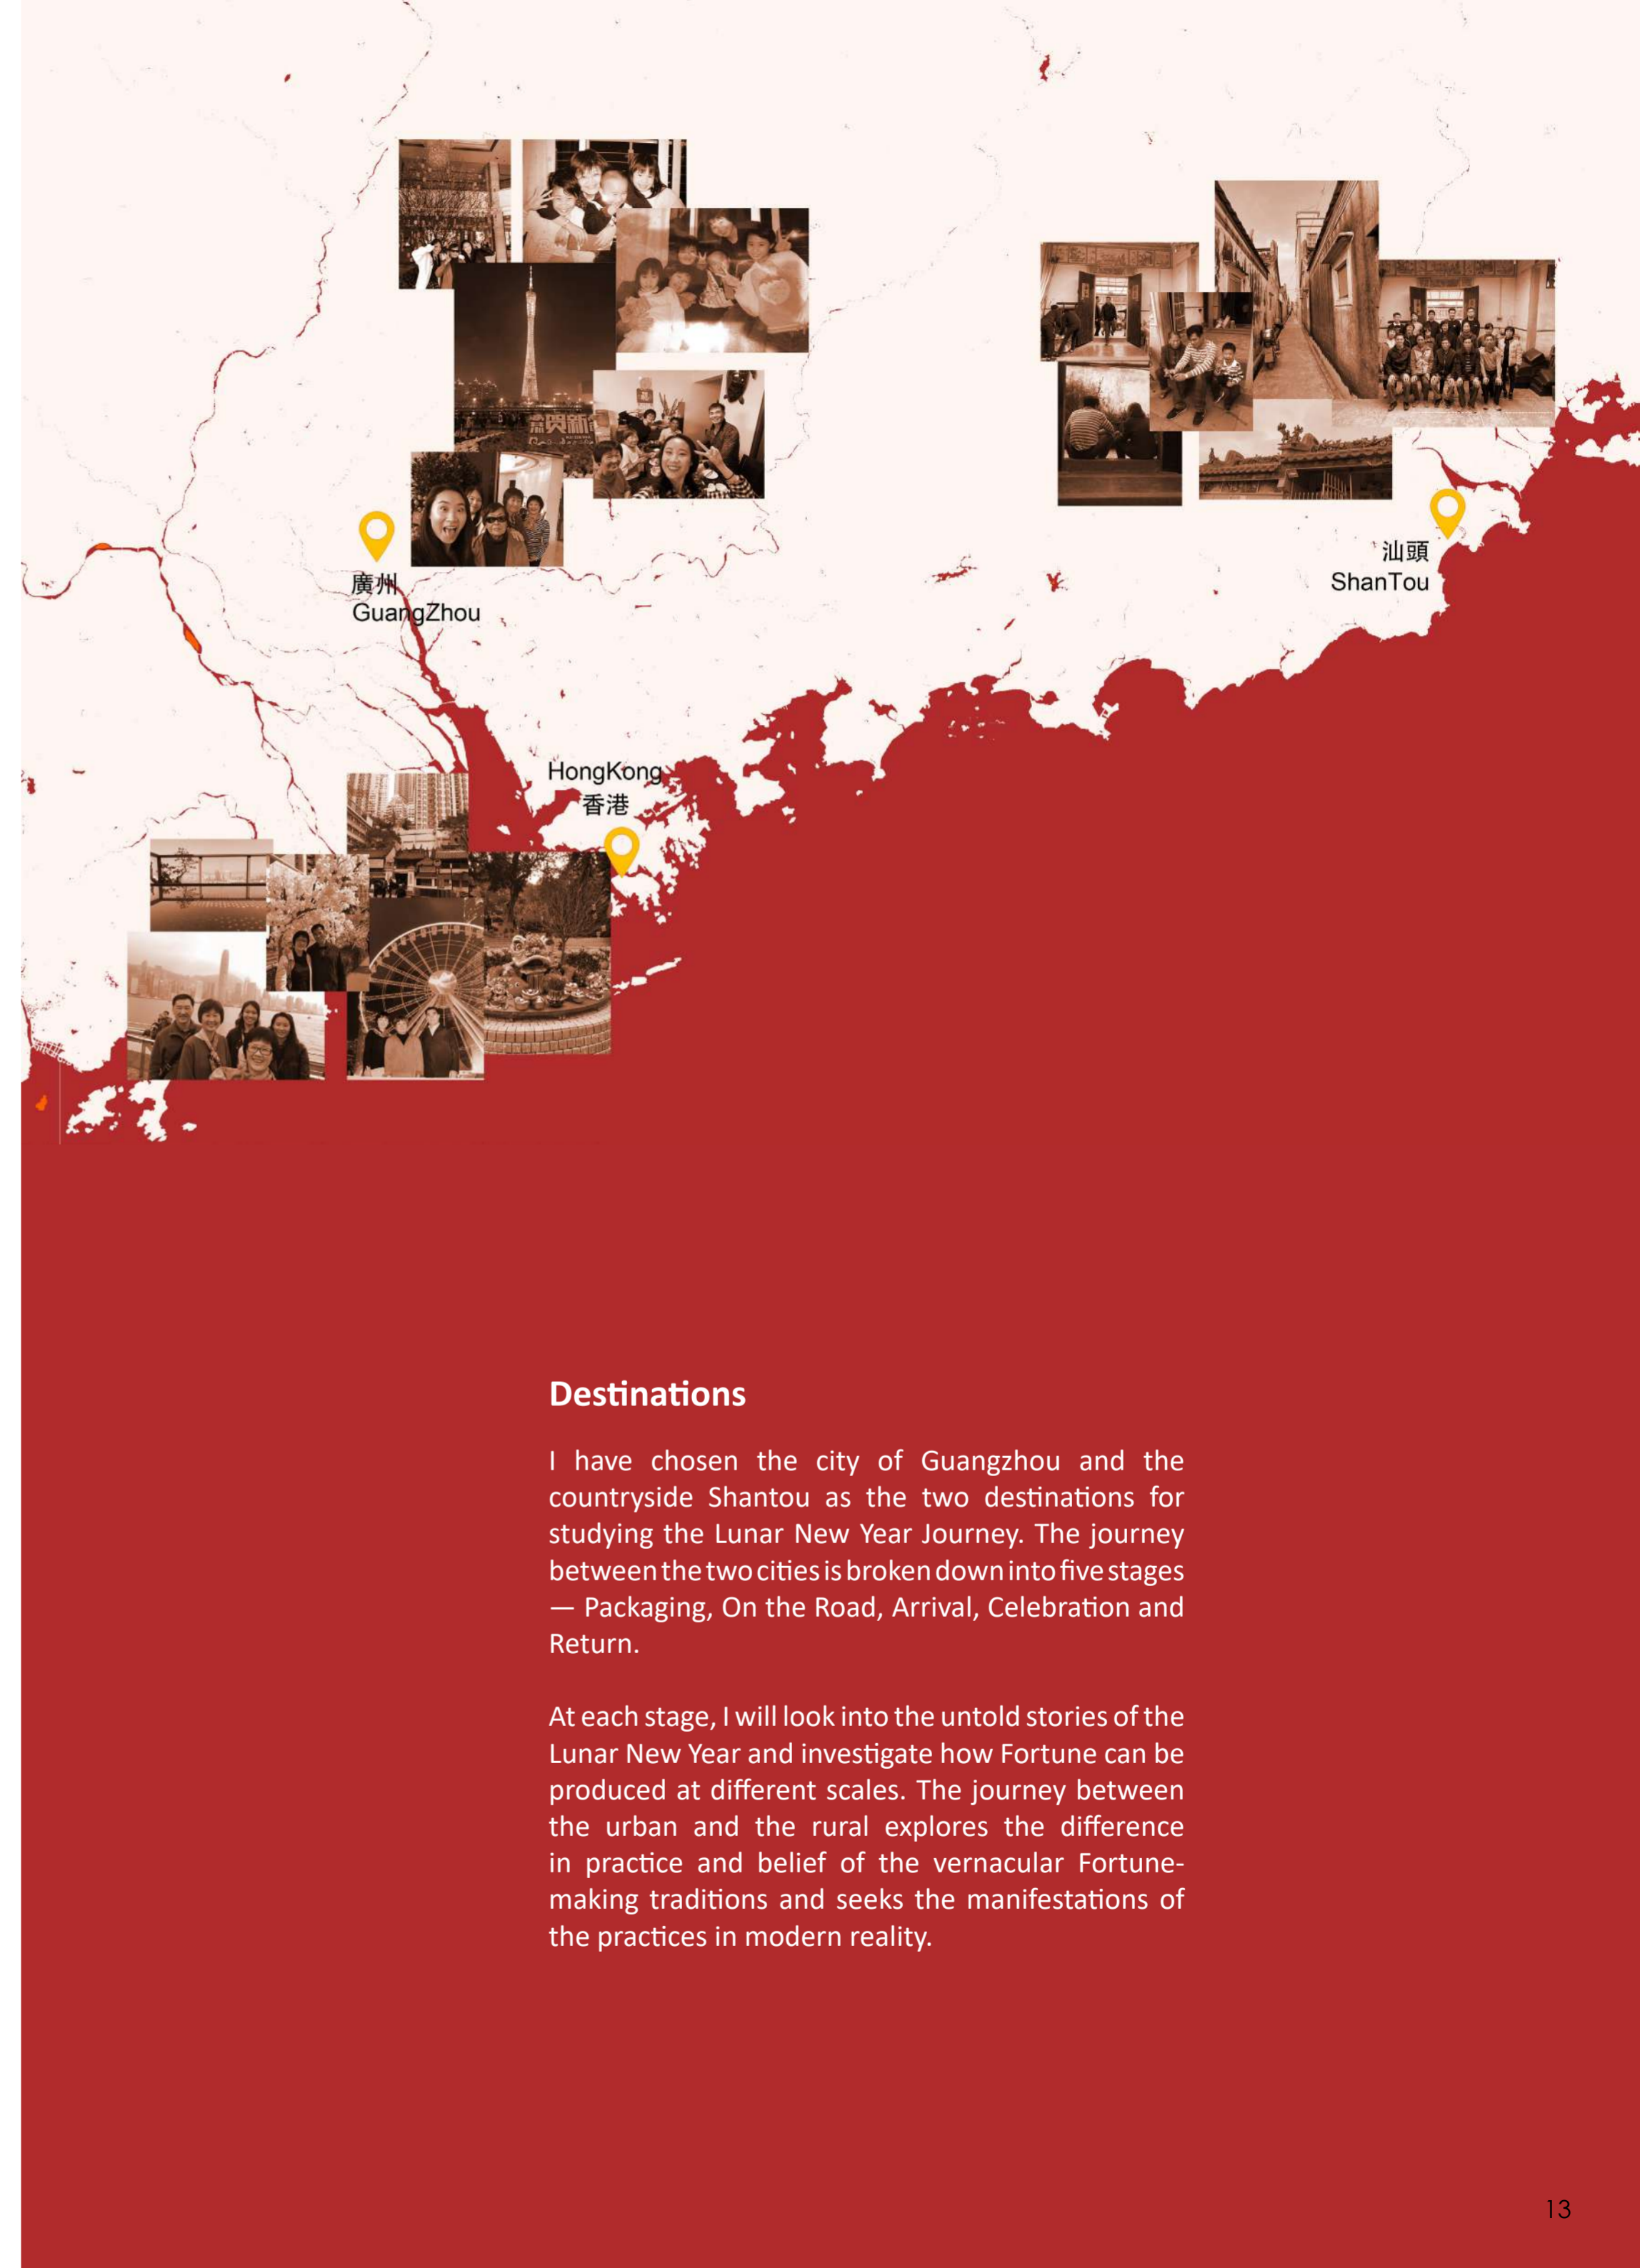 廣州
GuangZhou
汕頭
ShanTou
HongKong
香港
Destinations
I have chosen the city of Guangzhou and the
countryside Shantou as the two destinations for
studying the Lunar New Year Journey. The journey
between the two cities is broken down into five stages
— Packaging, On the Road, Arrival, Celebration and
Return.
At each stage, I will look into the untold stories of the
Lunar New Year and investigate how Fortune can be
produced at different scales. The journey between
the urban and the rural explores the difference
in practice and belief of the vernacular Fortune-
making traditions and seeks the manifestations of
the practices in modern reality.
13